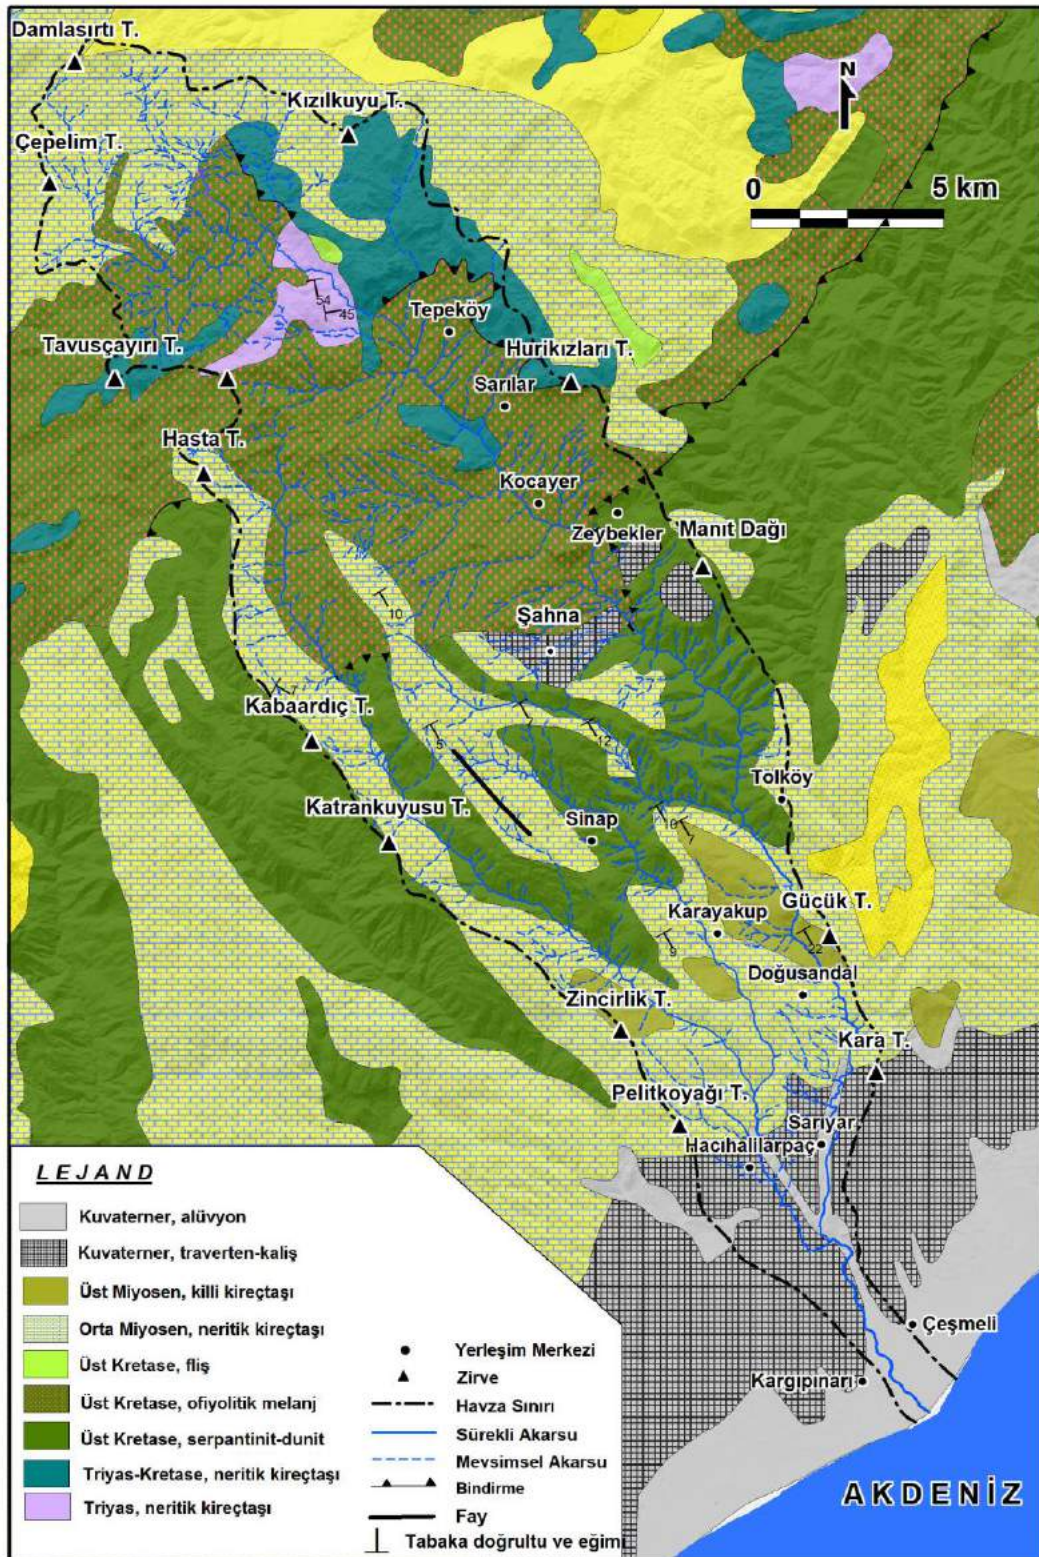 Damlasırtı T.
Kızılkuyu T.
Çepelim T.
N
0 5 km
54
45
Tepeköy
Tavusçayırı T.
Hurikızları T.
Sarılar
Hasta T.
Kocayer
Zeybekler
Manıt Dağı
10
Şahna
7
Kabaardıç T.
7
5
12
Tolköy
Katrankuyusu T.
Sinap
Gücük T.
Karayakup
22
9
Doğusandal
Zincirlik T.
Kara T.
Pelitkoyağı T.
Sarıyar
Hacıhalilarpaç
LEJAND
Kuvaterner, alüvyon
Kuvaterner, traverten-kaliş
Üst Miyosen, killi kireçtaşı
Orta Miyosen, neritik kireçtaşı
Üst Kretase, fliş
Üst Kretase, ofiyolitik melanj
Üst Kretase, serpantinit-dunit
Triyas-Kretase, neritik kireçtaşı
Triyas, neritik kireçtaşı
Yerleşim Merkezi
Zirve
Havza Sınırı
Sürekli Akarsu
Mevsimsel Akarsu
Bindirme
Fay
Tabaka doğrultu ve eğimi
Çeşmeli
Kargıpınarı
AKDENİZ